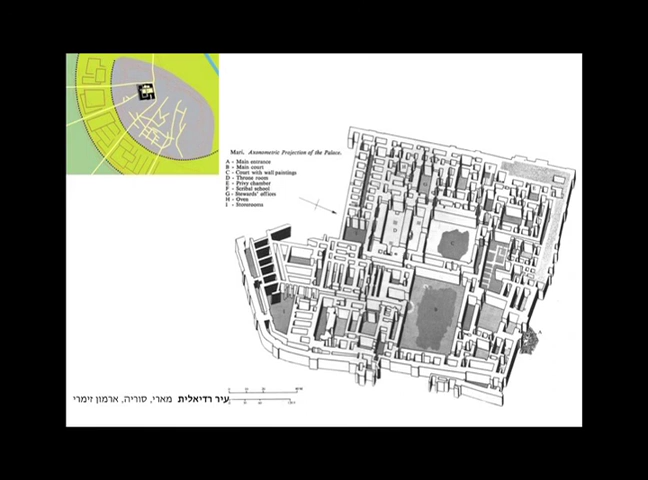 Mari. Axonometric Projection of the Palace.
A - Main entrance
B - Main court
C - Court with wall paintings
D - Throne room
E - Privy chamber
F - Scribal school
G - Stewards' offices
H - Oven
I - Storerooms
עיר רדיאלית מארי, סוריה, ארמון זימרי